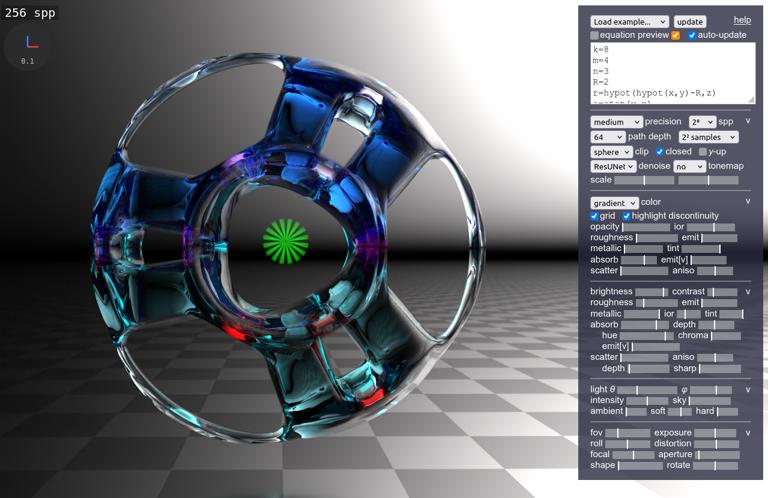 256 spp
0.1
Load example... update help
equation preview auto-update
k=8
m=4
n=3
R=2
r=hypot(hypot(x,y)-R,z)
medium precision 2⁸ spp v
64 path depth 2² samples
sphere clip closed y-up
ResUNet denoise no tonemap
scale
gradient color v
grid highlight discontinuity
opacity ior
roughness emit
metallic tint
absorb emit[v]
scatter aniso
brightness contrast v
roughness emit
metallic ior tint
absorb depth
hue chroma
emit[v]
scatter aniso
depth sharp
light θ φ v
intensity sky
ambient soft hard
fov exposure v
roll distortion
focal aperture
shape rotate